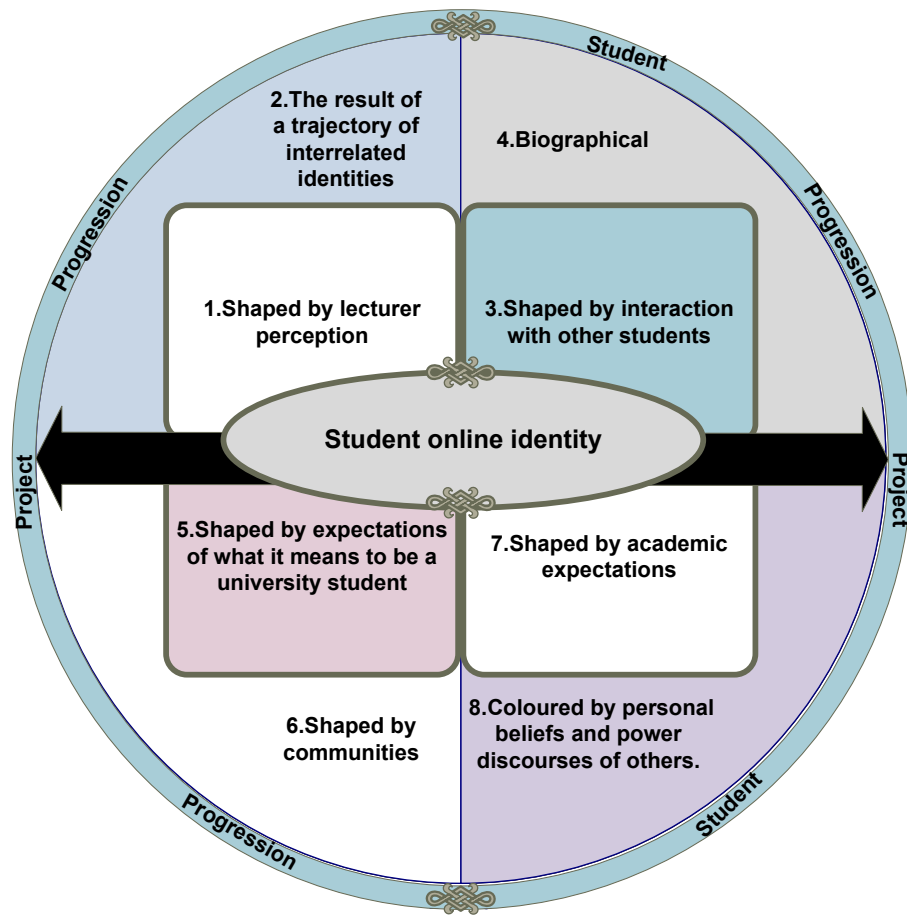 Student
2.The result of
a trajectory of
interrelated
identities
4.Biographical
Progression
Progression
1.Shaped by lecturer
perception
3.Shaped by interaction
with other students
Student online identity
Project
Project
5.Shaped by expectations
of what it means to be a
university student
7.Shaped by academic
expectations
6.Shaped by
communities
8.Coloured by personal
beliefs and power
discourses of others.
Progression
Student